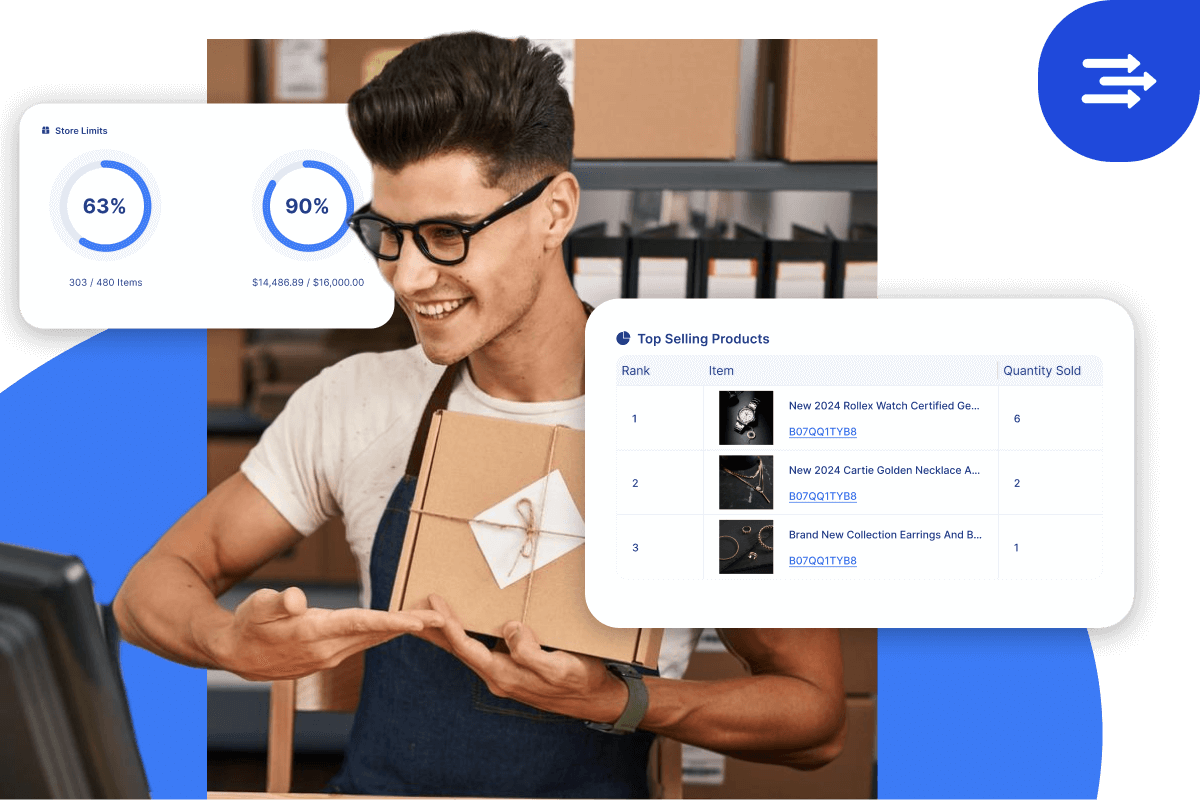 Store Limits
63%
90%
303 / 480 Items
$14,486.89 / $16,000.00
Top Selling Products
Rank Item Quantity Sold
1 New 2024 Rollex Watch Certified Ge... 6
B07QQ1TYB8
2 New 2024 Cartie Golden Necklace A... 2
B07QQ1TYB8
3 Brand New Collection Earrings And B... 1
B07QQ1TYB8